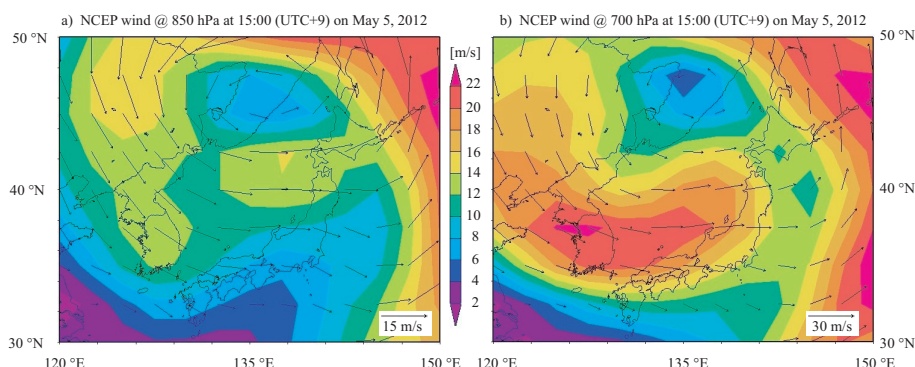 a) NCEP wind @ 850 hPa at 15:00 (UTC+9) on May 5, 2012
b) NCEP wind @ 700 hPa at 15:00 (UTC+9) on May 5, 2012
50 °N
40 °N
30 °N
120 °E
135 °E
150 °E
15 m/s
[m/s]
22
20
18
16
14
12
10
8
6
4
2
120 °E
135 °E
150 °E
30 m/s
50 °N
40 °N
30 °N